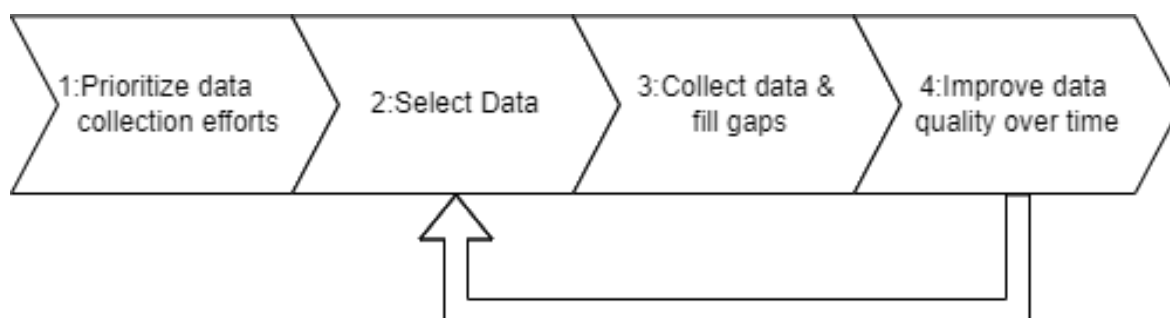 1:Prioritize data
collection efforts
2:Select Data
3:Collect data &
fill gaps
4:Improve data
quality over time